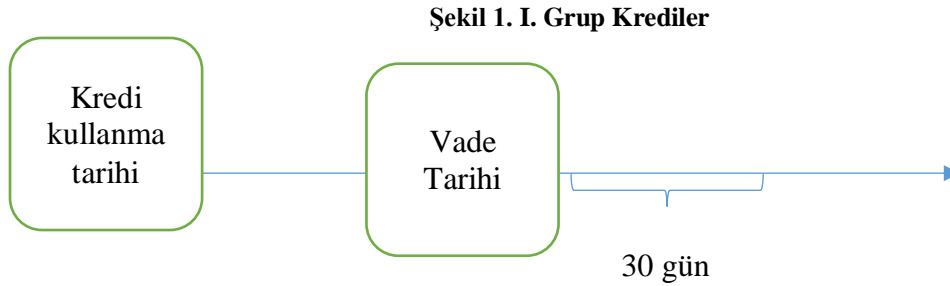 Şekil 1. I. Grup Krediler
Kredi
kullanma
tarihi
Vade
Tarihi
30 gün